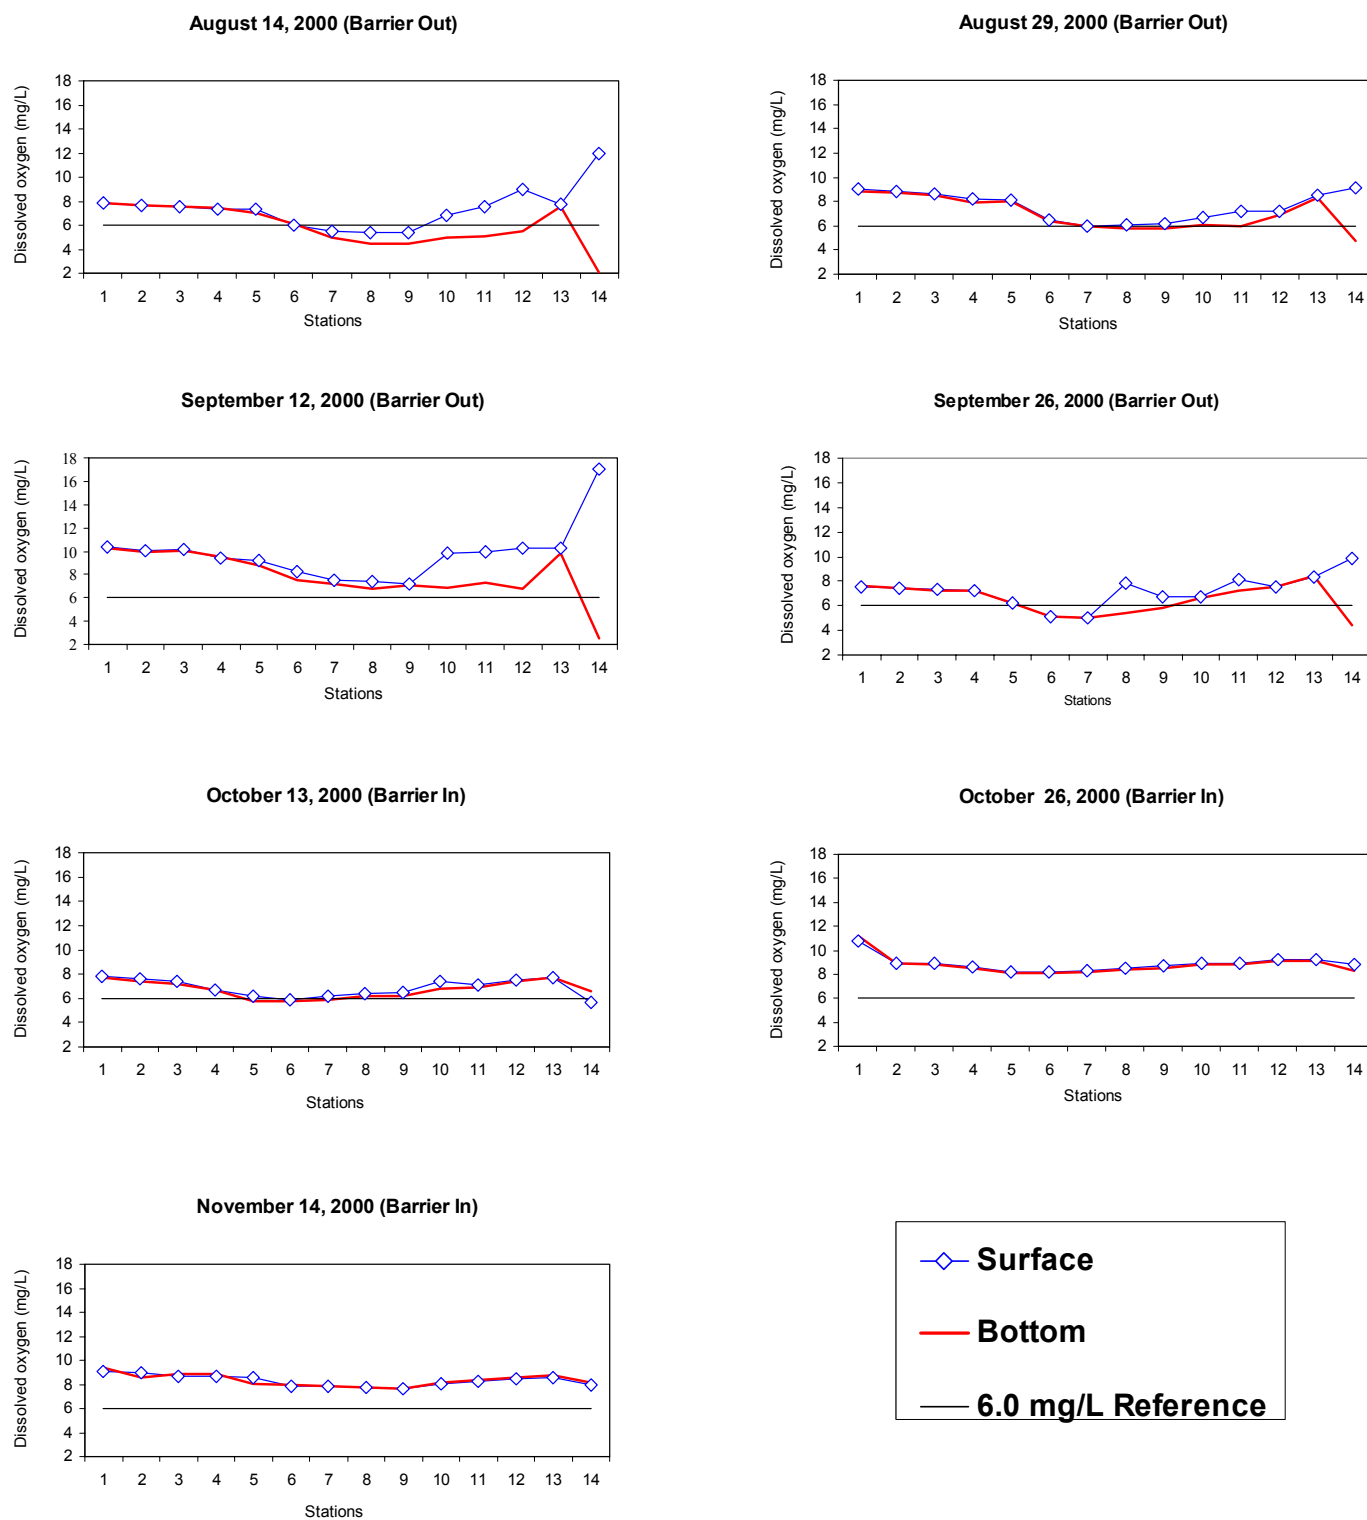 August 14, 2000 (Barrier Out)
Dissolved oxygen (mg/L)
18
16
14
12
10
8
6
4
2
1 2 3 4 5 6 7 8 9 10 11 12 13 14
Stations
August 29, 2000 (Barrier Out)
Dissolved oxygen (mg/L)
18
16
14
12
10
8
6
4
2
1 2 3 4 5 6 7 8 9 10 11 12 13 14
Stations
September 12, 2000 (Barrier Out)
Dissolved oxygen (mg/L)
18
16
14
12
10
8
6
4
2
1 2 3 4 5 6 7 8 9 10 11 12 13 14
Stations
September 26, 2000 (Barrier Out)
Dissolved oxygen (mg/L)
18
16
14
12
10
8
6
4
2
1 2 3 4 5 6 7 8 9 10 11 12 13 14
Stations
October 13, 2000 (Barrier In)
Dissolved oxygen (mg/L)
18
16
14
12
10
8
6
4
2
1 2 3 4 5 6 7 8 9 10 11 12 13 14
Stations
October 26, 2000 (Barrier In)
Dissolved oxygen (mg/L)
18
16
14
12
10
8
6
4
2
1 2 3 4 5 6 7 8 9 10 11 12 13 14
Stations
November 14, 2000 (Barrier In)
Dissolved oxygen (mg/L)
18
16
14
12
10
8
6
4
2
1 2 3 4 5 6 7 8 9 10 11 12 13 14
Stations
Surface
Bottom
6.0 mg/L Reference